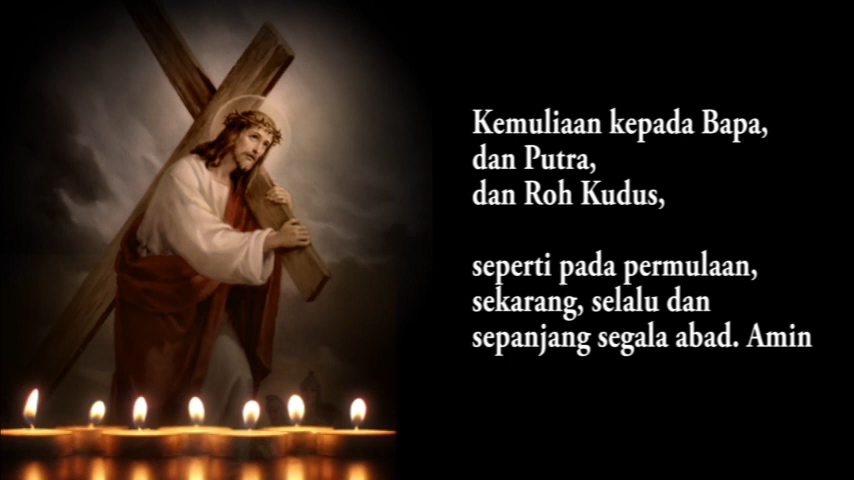 Kemuliaan kepada Bapa,
dan Putra,
dan Roh Kudus,
seperti pada permulaan,
sekarang, selalu dan
sepanjang segala abad. Amin